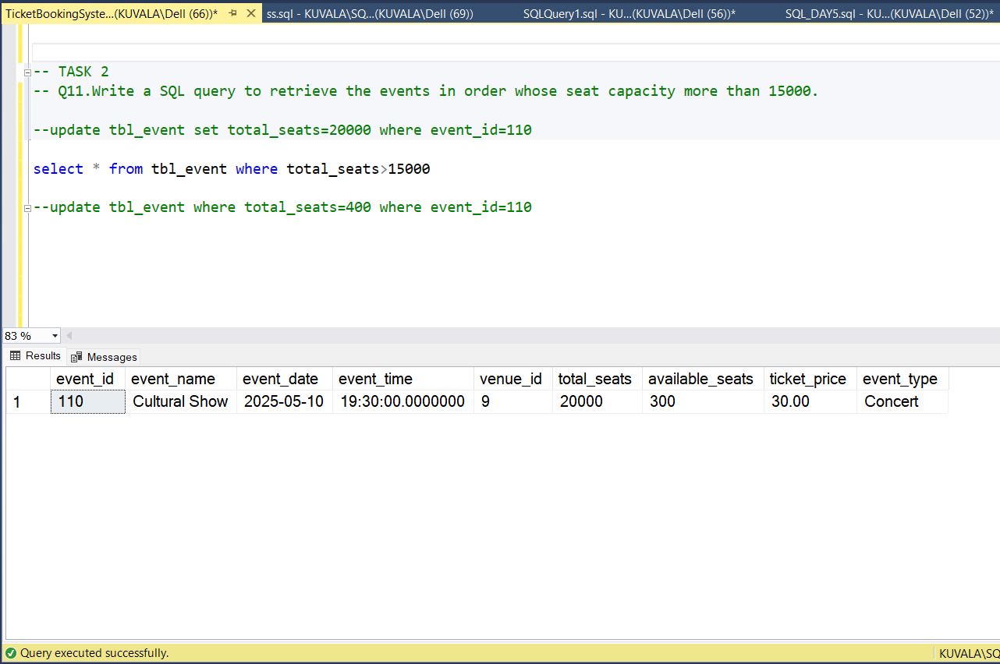 TicketBookingSyste...(KUVALA\Dell (66))* ss.sql - KUVALA\SQ...(KUVALA\Dell (69)) SQLQuery1.sql - KU...(KUVALA\Dell (56))* SQL_DAY5.sql - KU...(KUVALA\Dell (52))*
-- TASK 2
-- Q11.Write a SQL query to retrieve the events in order whose seat capacity more than 15000.
--update tbl_event set total_seats=20000 where event_id=110
select * from tbl_event where total_seats>15000
--update tbl_event where total_seats=400 where event_id=110
83 %
Results Messages
event_id event_name event_date event_time venue_id total_seats available_seats ticket_price event_type
1 110 Cultural Show 2025-05-10 19:30:00.0000000 9 20000 300 30.00 Concert
Query executed successfully. KUVALA\SQ